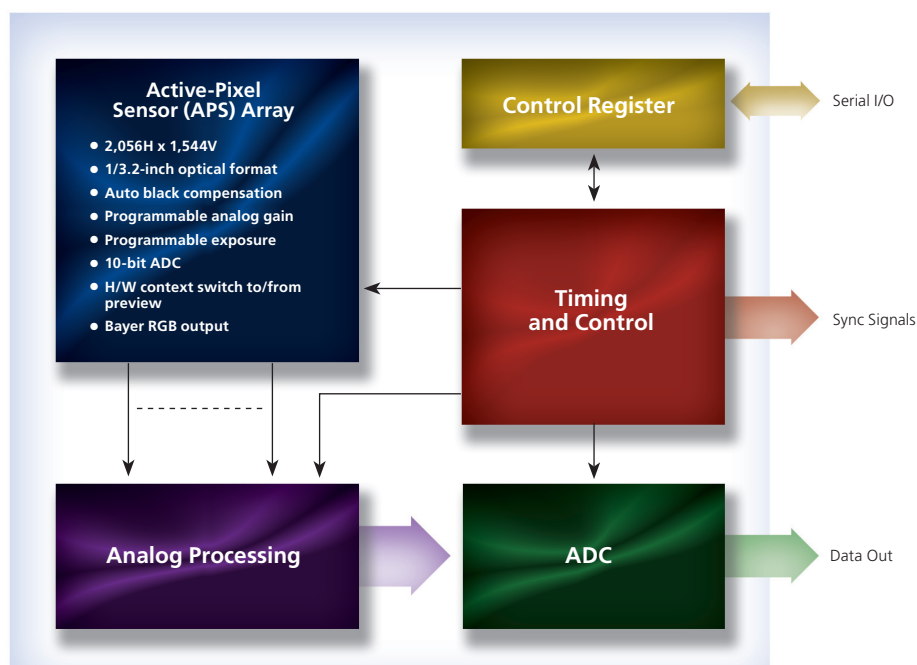 Active-Pixel
Sensor (APS) Array
● 2,056H x 1,544V
● 1/3.2-inch optical format
● Auto black compensation
● Programmable analog gain
● Programmable exposure
● 10-bit ADC
● H/W context switch to/from
preview
● Bayer RGB output
Control Register
Serial I/O
Timing
and Control
Sync Signals
Analog Processing
ADC
Data Out